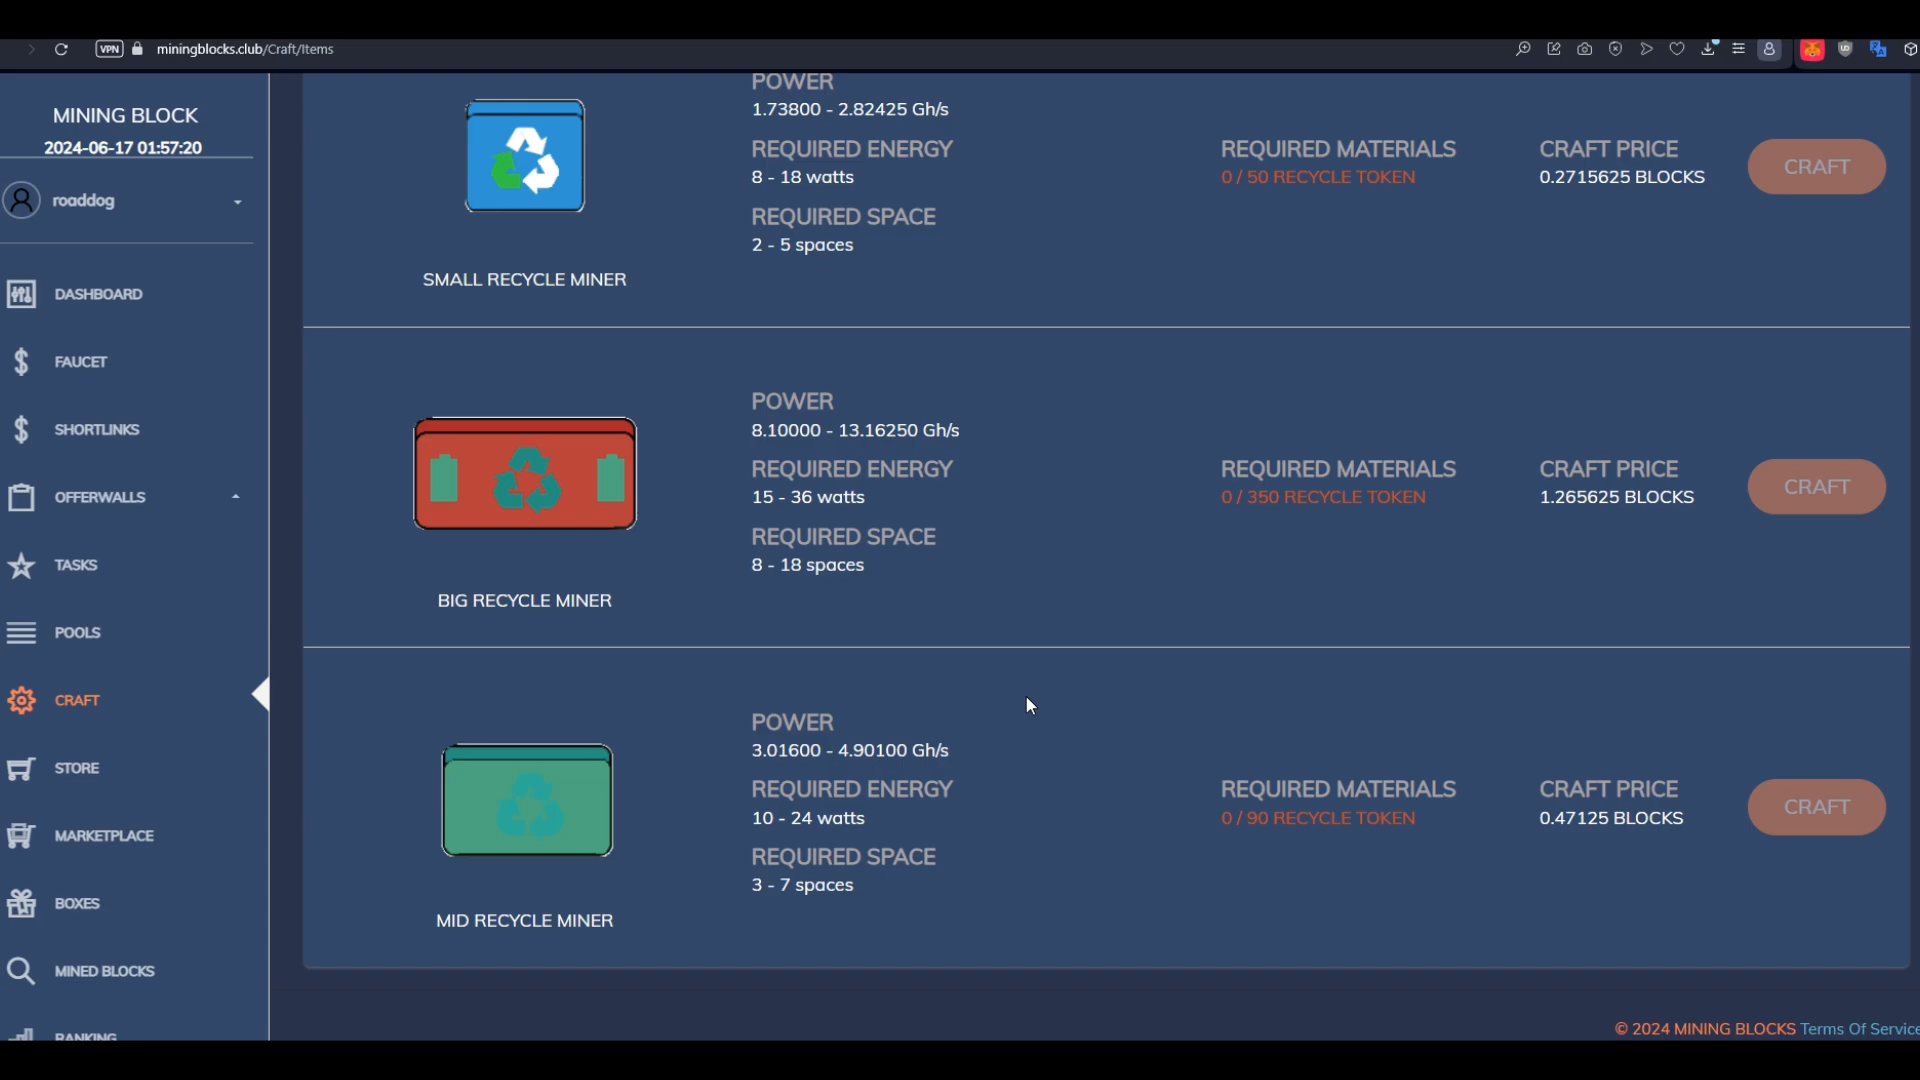 VPN miningblocks.club/Craft/Items
MINING BLOCK
2024-06-17 01:57:20
roaddog
DASHBOARD
FAUCET
SHORTLINKS
OFFERWALLS
TASKS
POOLS
CRAFT
STORE
MARKETPLACE
BOXES
MINED BLOCKS
RANKING
POWER
1.73800 - 2.82425 Gh/s
REQUIRED ENERGY
8 - 18 watts
REQUIRED SPACE
2 - 5 spaces
SMALL RECYCLE MINER
REQUIRED MATERIALS
0 / 50 RECYCLE TOKEN
CRAFT PRICE
0.2715625 BLOCKS
CRAFT
POWER
8.10000 - 13.16250 Gh/s
REQUIRED ENERGY
15 - 36 watts
REQUIRED SPACE
8 - 18 spaces
BIG RECYCLE MINER
REQUIRED MATERIALS
0 / 350 RECYCLE TOKEN
CRAFT PRICE
1.265625 BLOCKS
CRAFT
POWER
3.01600 - 4.90100 Gh/s
REQUIRED ENERGY
10 - 24 watts
REQUIRED SPACE
3 - 7 spaces
MID RECYCLE MINER
REQUIRED MATERIALS
0 / 90 RECYCLE TOKEN
CRAFT PRICE
0.47125 BLOCKS
CRAFT
© 2024 MINING BLOCKS Terms Of Service